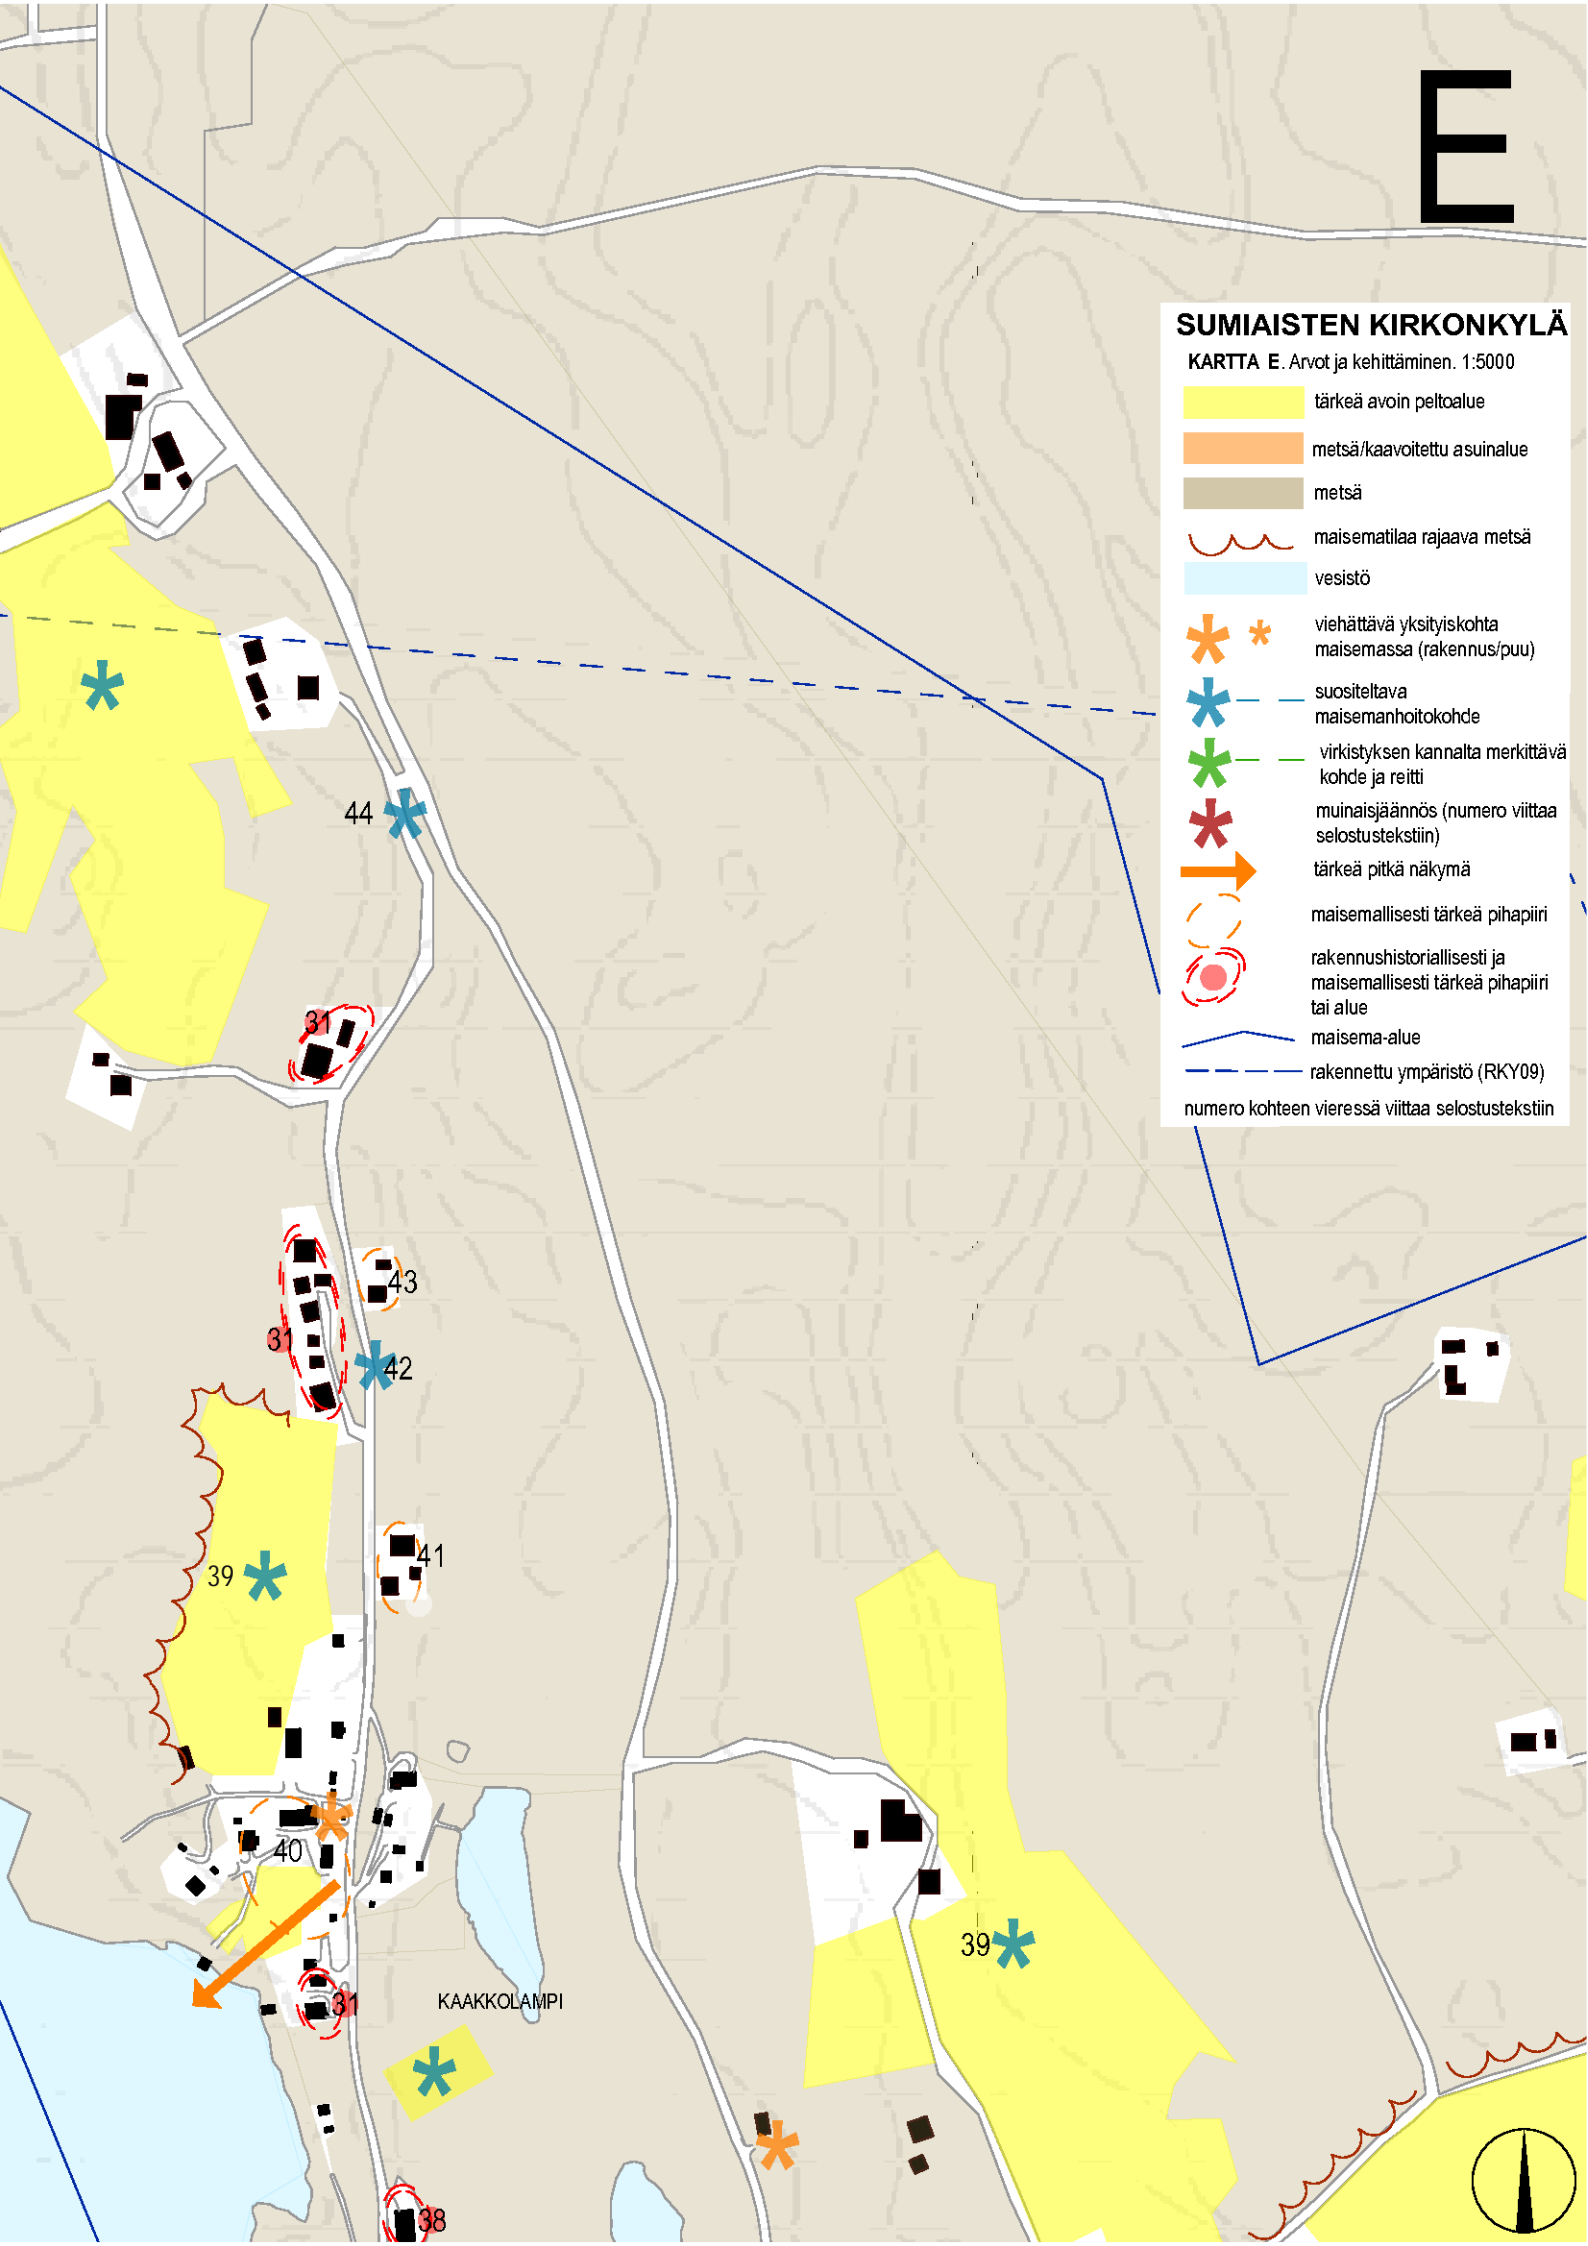 E
SUMIAISTEN KIRKONKYLÄ
KARTTA E. Arvot ja kehittäminen. 1:5000
tärkeä avoin peltoalue
metsä/kaavoitettu asuinalue
metsä
maisematilaa rajaava metsä
vesistö
viehättävä yksityiskohta
maisemassa (rakennus/puu)
suositeltava
maisemanhoitokohde
virkistyksen kannalta merkittävä
kohde ja reitti
muinaisjäännös (numero viittaa
selostustekstiin)
tärkeä pitkä näkymä
maisemallisesti tärkeä pihapiiri
rakennushistoriallisesti ja
maisemallisesti tärkeä pihapiiri
tai alue
maisema-alue
rakennettu ympäristö (RKY09)
numero kohteen vieressä viittaa selostustekstiin
44
31
43
31
42
41
39
40
39
31
KAAKKOLAMPI
38